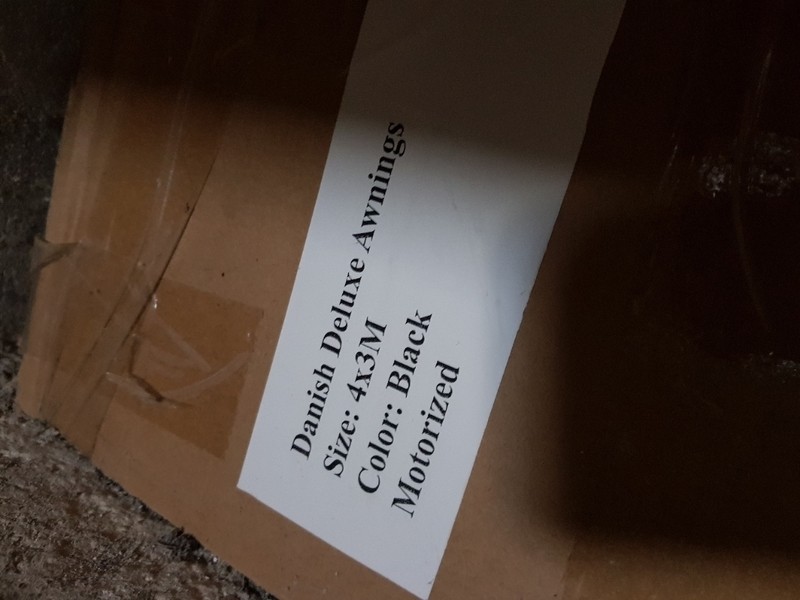 Danish Deluxe Awnings
Size: 4x3M
Color: Black
Motorized